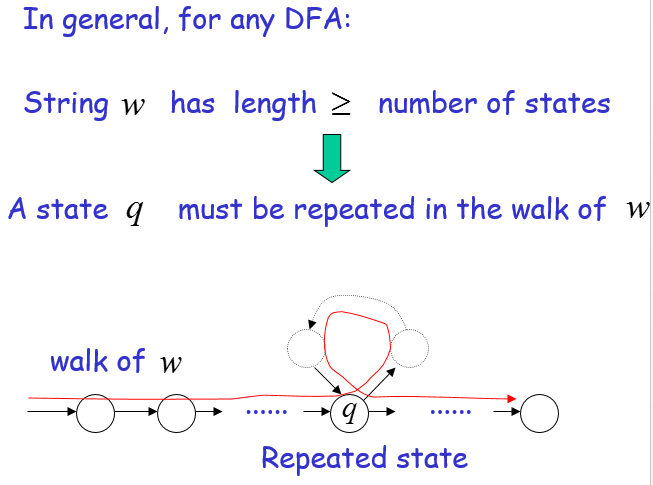 In general, for any DFA:
String w has length ≥ number of states
A state q must be repeated in the walk of w
walk of w
...... q ......
Repeated state